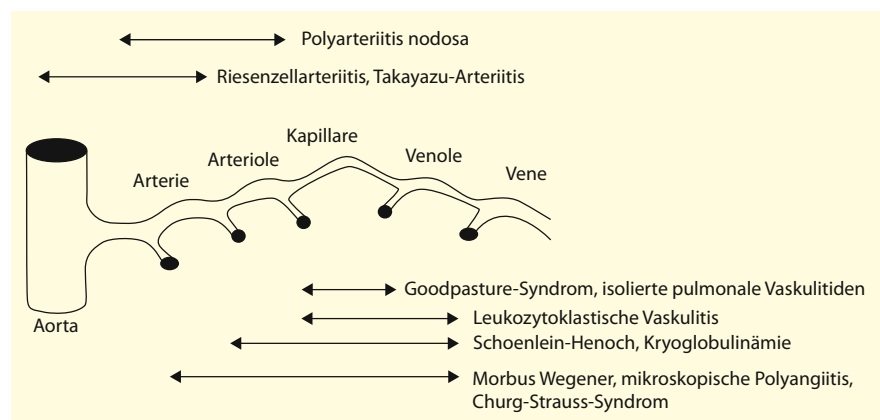 Polyarteriitis nodosa
Riesenzellarteriitis, Takayazu-Arteriitis
Kapillare
Arteriole
Venole
Arterie
Vene
Aorta
Goodpasture-Syndrom, isolierte pulmonale Vaskulitiden
Leukozytoklastische Vaskulitis
Schoenlein-Henoch, Kryoglobulinämie
Morbus Wegener, mikroskopische Polyangiitis,
Churg-Strauss-Syndrom